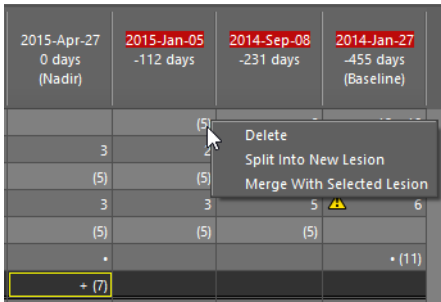 2015-Apr-27 2015-Jan-05 2014-Sep-08 2014-Jan-27
0 days -112 days -231 days -455 days
(Nadir) (Baseline)
(5)
Delete
Split Into New Lesion
Merge With Selected Lesion
3
(5) (5)
3 3 5 6
(5) (5) (5)
• • (11)
+ (7)